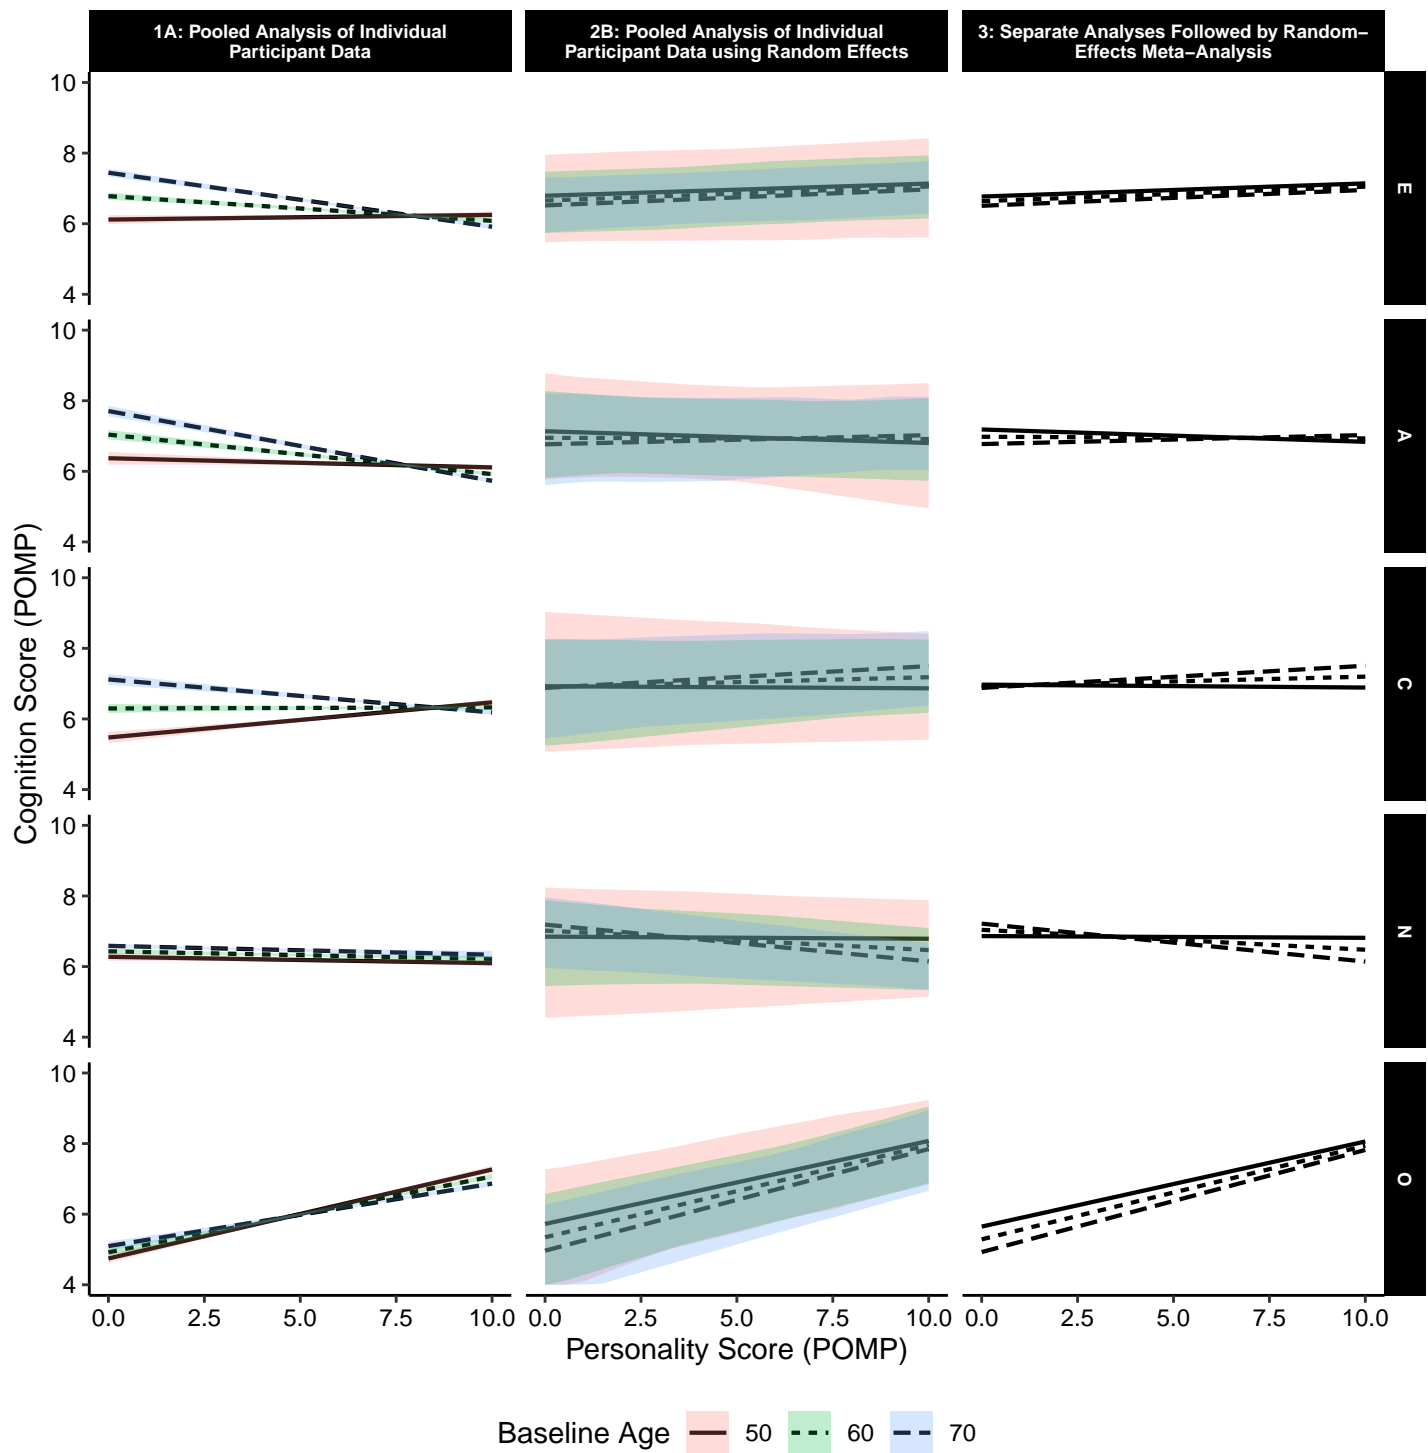 1A: Pooled Analysis of Individual
Participant Data
2B: Pooled Analysis of Individual
Participant Data using Random Effects
3: Separate Analyses Followed by Random−
Effects Meta−Analysis
10
8
6
4
E
10
8
6
4
A
10
8
6
4
C
10
8
6
4
N
10
8
6
4
O
Cognition Score (POMP)
0.0 2.5 5.0 7.5 10.0 0.0 2.5 5.0 7.5 10.0 0.0 2.5 5.0 7.5 10.0
Personality Score (POMP)
Baseline Age 50 60 70